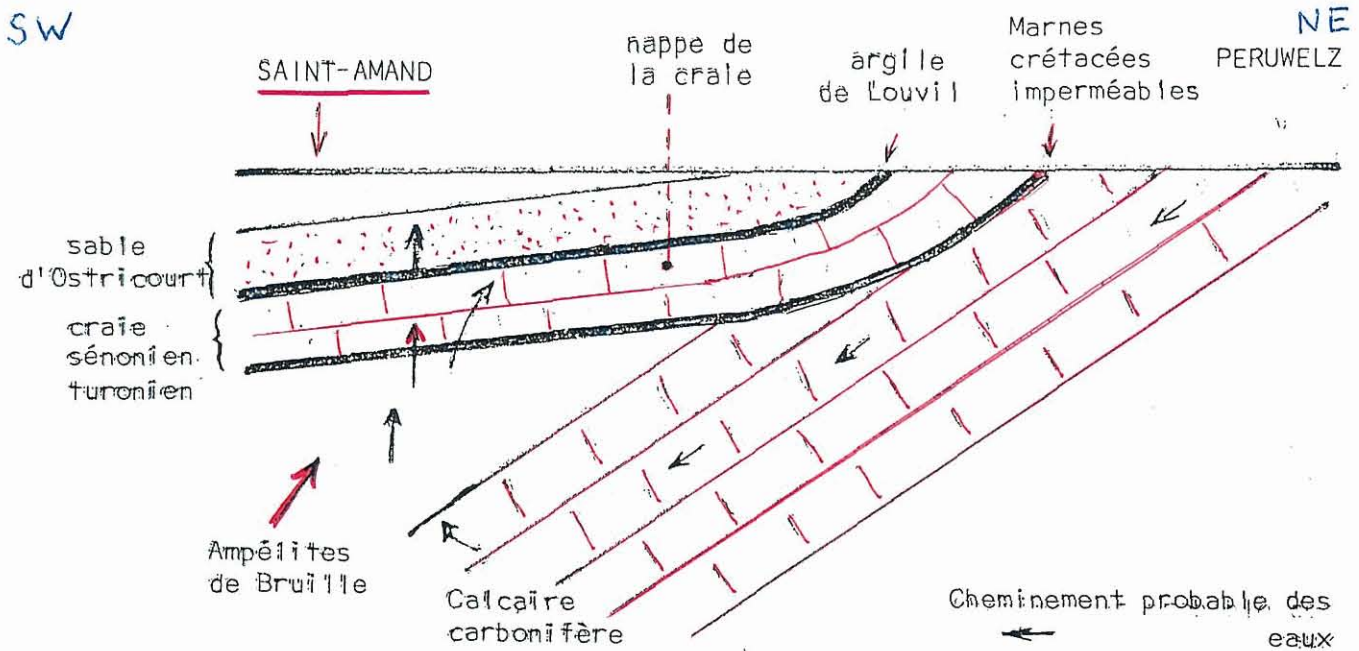 SW
NE
SAINT-AMAND
nappe de
la craie
argile
de Louvil
Marnes
crétacées
imperméables
PERUWELZ
sable
d'Ostricourt
craie
sénonien
turonien
Ampélites
de Bruille
Calcaire
carbonifère
Cheminement probable des
eaux